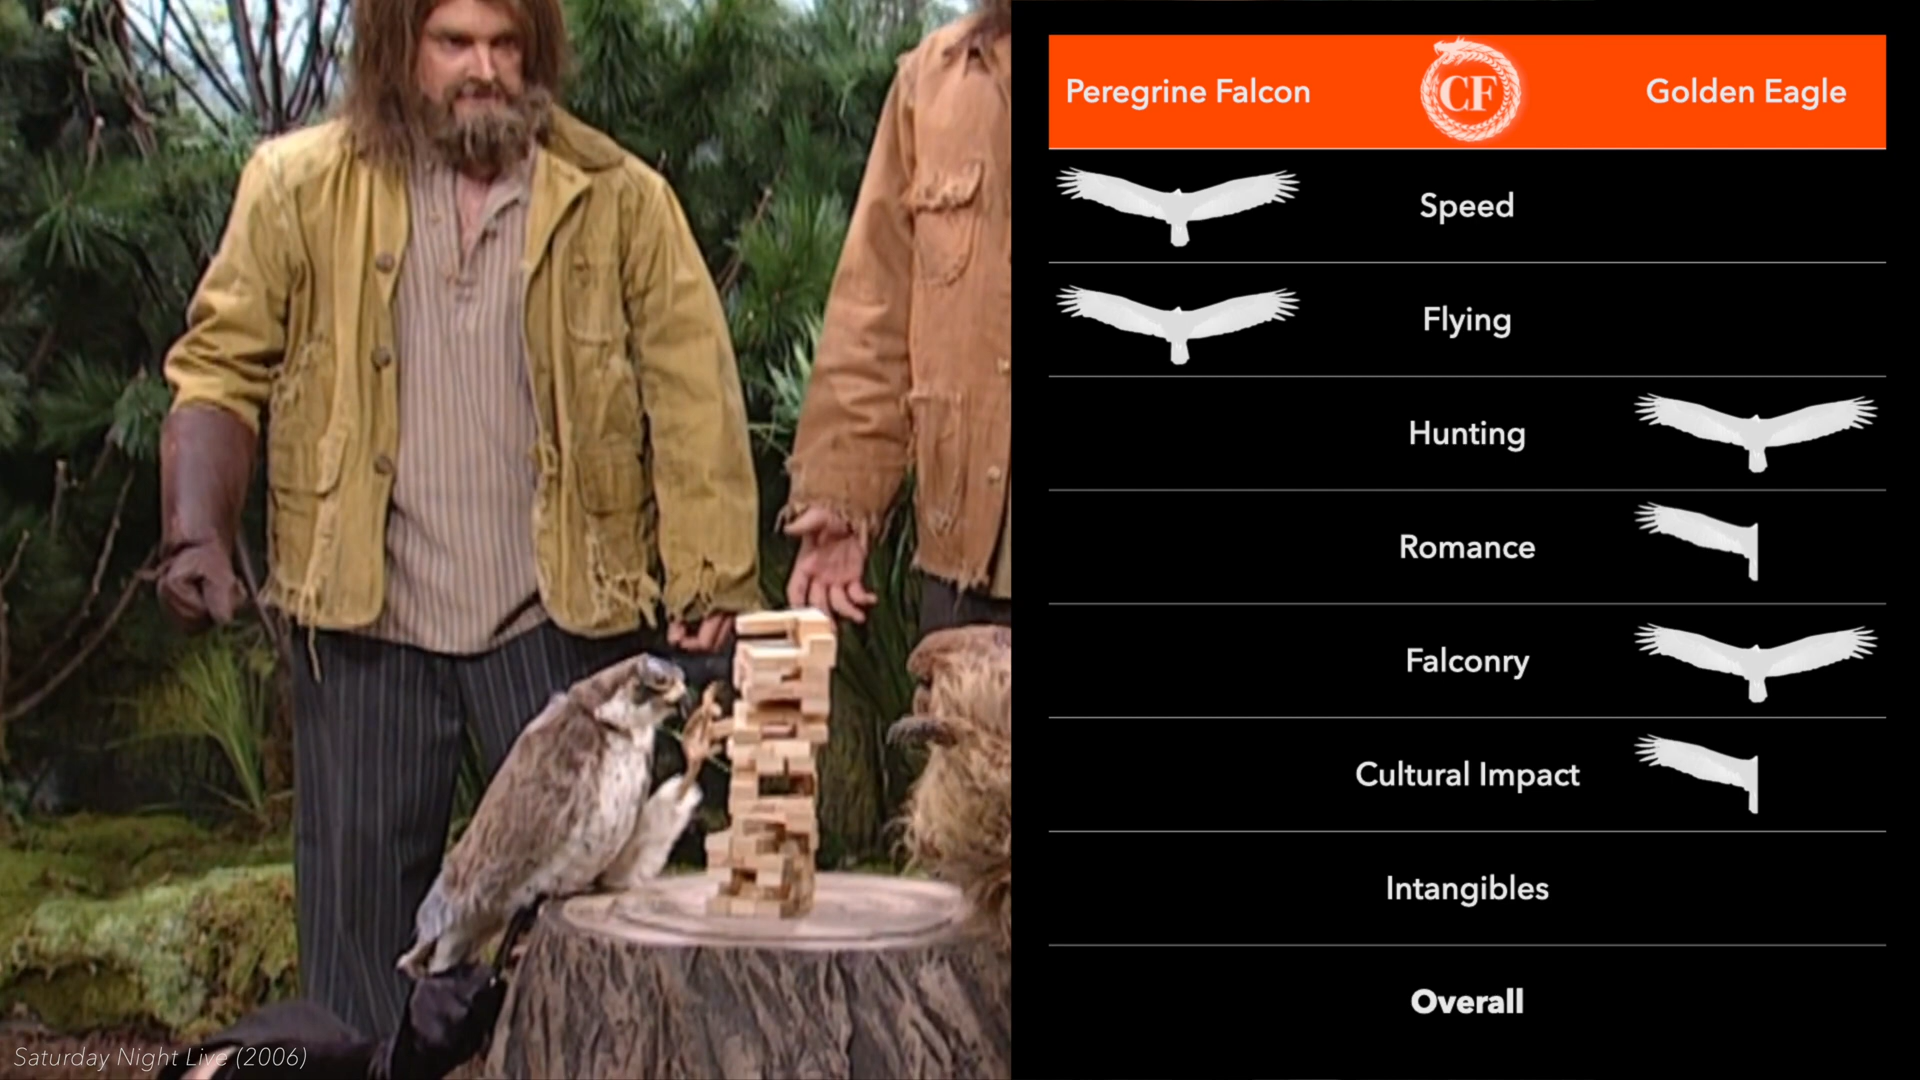 Peregrine Falcon
CF
Golden Eagle
Speed
Flying
Hunting
Romance
Falconry
Cultural Impact
Intangibles
Overall
Saturday Night Live (2006)